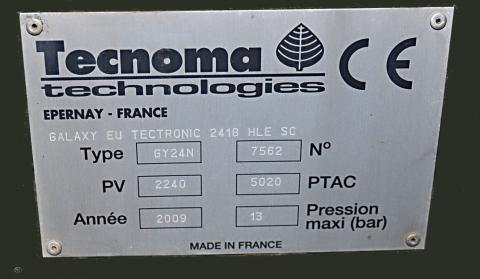 Tecnoma
technologies
CE
EPERNAY - FRANCE
GALAXY EU TECTRONIC 2418 HLE SC
Type GY24N 7562 N°
PV 2240 5020 PTAC
Année 2009 13 Pression maxi (bar)
MADE IN FRANCE